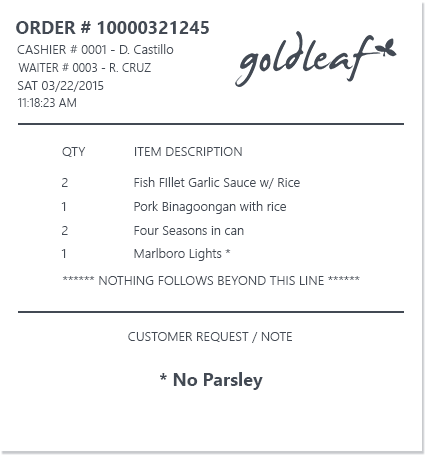 ORDER # 10000321245
CASHIER # 0001 - D. Castillo
WAITER # 0003 - R. CRUZ
SAT 03/22/2015
11:18:23 AM
goldleaf
QTY ITEM DESCRIPTION
2 Fish FIllet Garlic Sauce w/ Rice
1 Pork Binagoongan with rice
2 Four Seasons in can
1 Marlboro Lights *
****** NOTHING FOLLOWS BEYOND THIS LINE ******
CUSTOMER REQUEST / NOTE
* No Parsley